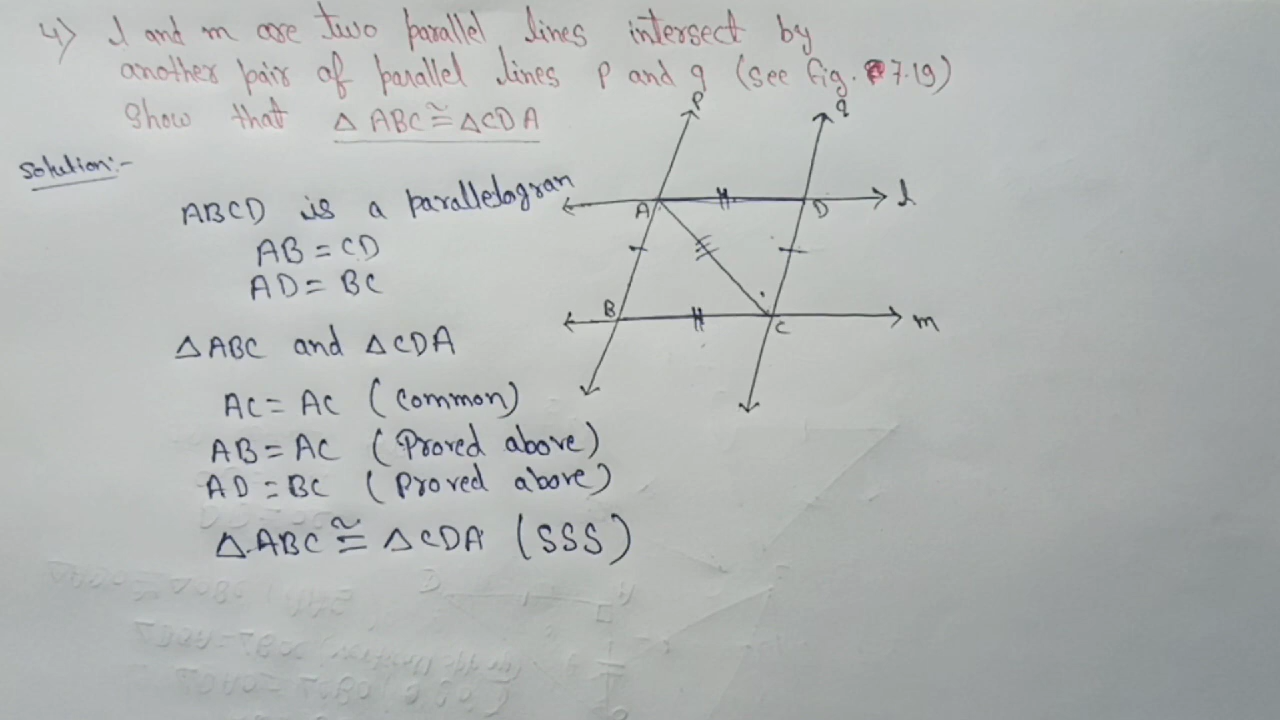 4) l and m are two parallel lines intersect by
another pair of parallel lines p and q (see fig. 7.19)
Show that △ ABC ≅ △CDA
Solution:-
ABCD is a parallelogram
AB = CD
AD = BC
△ABC and △CDA
AC = AC (Common)
AB = AC (Proved above)
AD = BC (Proved above)
△ABC ≅ △CDA (SSS)
P q
A D l
B C m